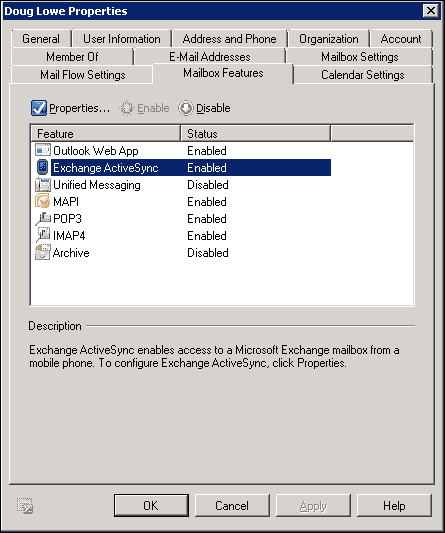 Doug Lowe Properties
General User Information Address and Phone Organization Account
Member Of E-Mail Addresses Mailbox Settings
Mail Flow Settings Mailbox Features Calendar Settings
Properties... Enable Disable
Feature Status
Outlook Web App Enabled
Exchange ActiveSync Enabled
Unified Messaging Disabled
MAPI Enabled
POP3 Enabled
IMAP4 Enabled
Archive Disabled
Description
Exchange ActiveSync enables access to a Microsoft Exchange mailbox from a
mobile phone. To configure Exchange ActiveSync, click Properties.
OK Cancel Apply Help